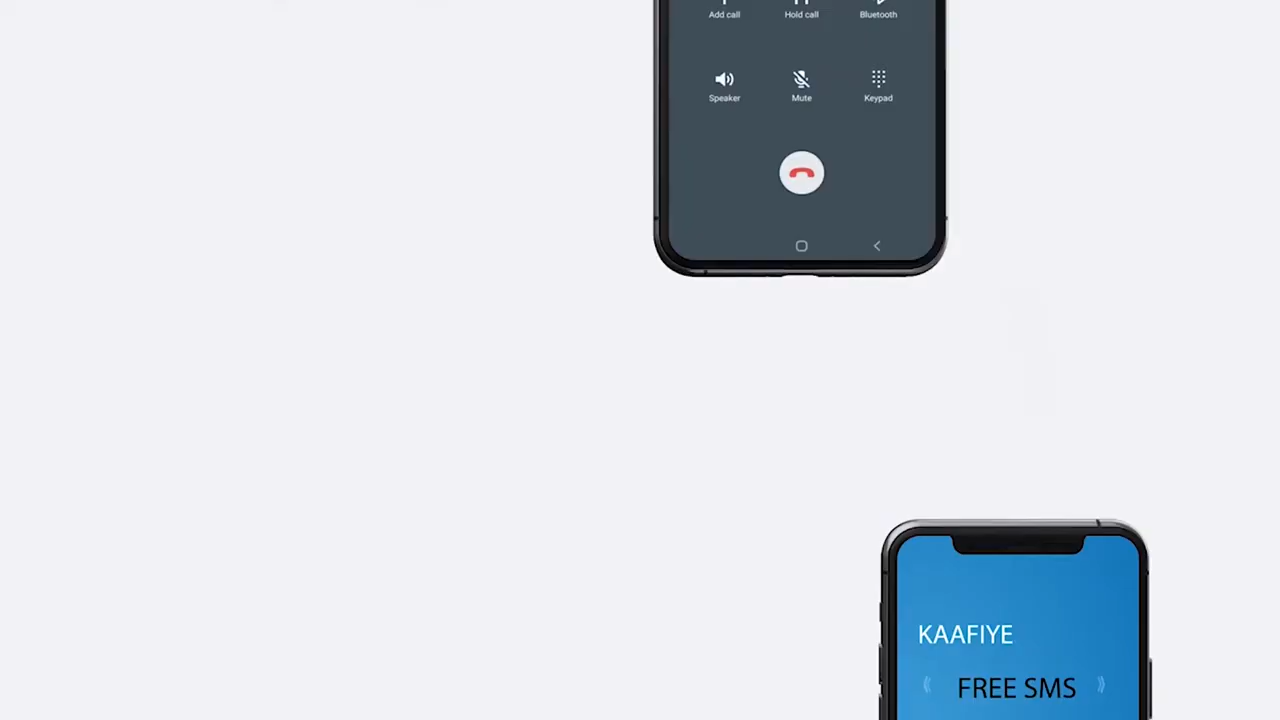 Add call Hold call Bluetooth
Speaker Mute Keypad
KAAFIYE
FREE SMS